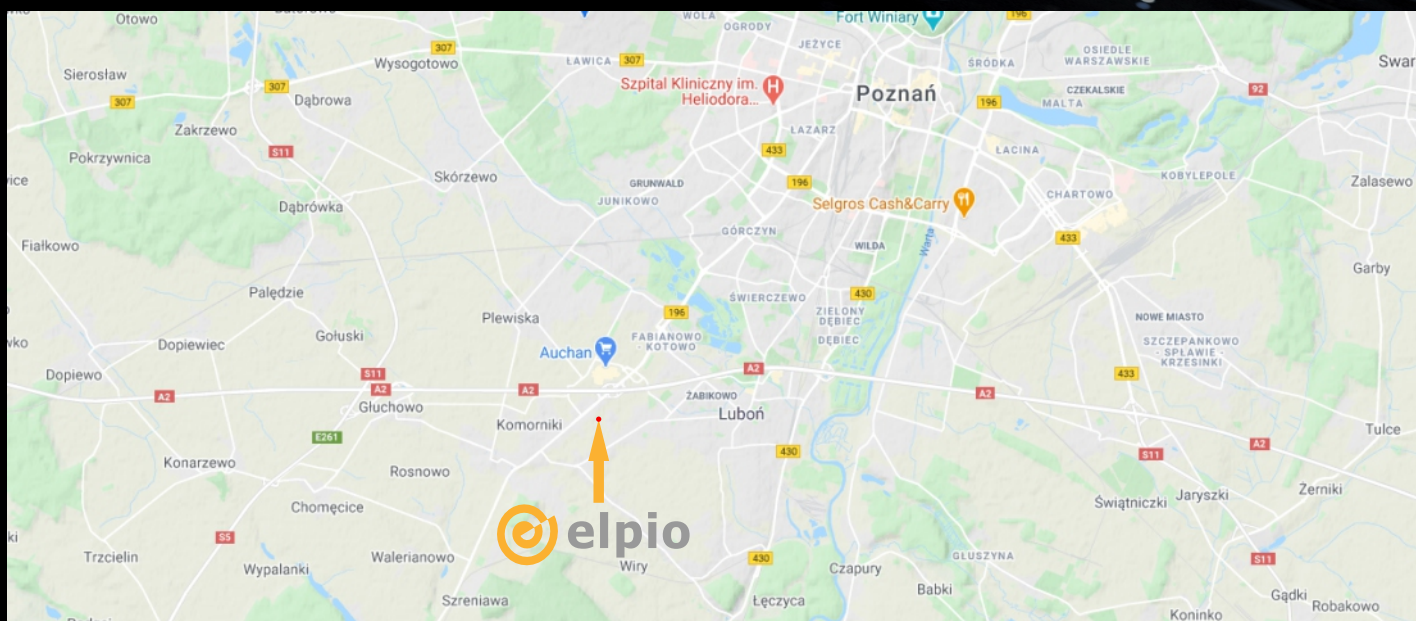 Otowo
WOLA
OGRODY
Fort Winiary
196
307
Wysogotowo
ŁAWICA
307
JEŻYCE
ŚRÓDKA
OSIEDLE
WARSZAWSKIE
Swar
Sierosław
307
307
Dąbrowa
Szpital Kliniczny im.
Heliodora...
H
Poznań
196
CZEKALSKIE
MALTA
92
Zakrzewo
S11
ŁAZARZ
433
ŁACINA
Pokrzywnica
ice
Skórzewo
GRUNWALD
JUNIKOWO
196
CHARTOWO
KOBYLEPOLE
Zalasewo
Dąbrówka
Selgros Cash&Carry
Fiałkowo
GÓRCZYN
WILDA
Warta
433
Garby
Palędzie
ŚWIERCZEWO
430
Plewiska
196
ZIELONY
DĘBIEC
DĘBIEC
NOWE MIASTO
wko
Dopiewiec
Gołuski
Auchan
FABIANOWO
- KOTOWO
SZCZEPANKOWO
- SPŁAWIE -
KRZESINKI
Dopiewo
S11
A2
A2
A2
A2
433
A2
Głuchowo
ŻABIKOWO
Luboń
Komorniki
E261
Tulce
Konarzewo
Rosnowo
430
S11
A2
Chomęcice
Świątniczki
Jaryszki
Żerniki
ki
S5
elpio
Trzcielin
Wypalanki
Walerianowo
Wiry
430
Czapury
GŁUSZYNA
S11
Babki
Szreniawa
Łęczyca
Koninko
Gądki
Robakowo